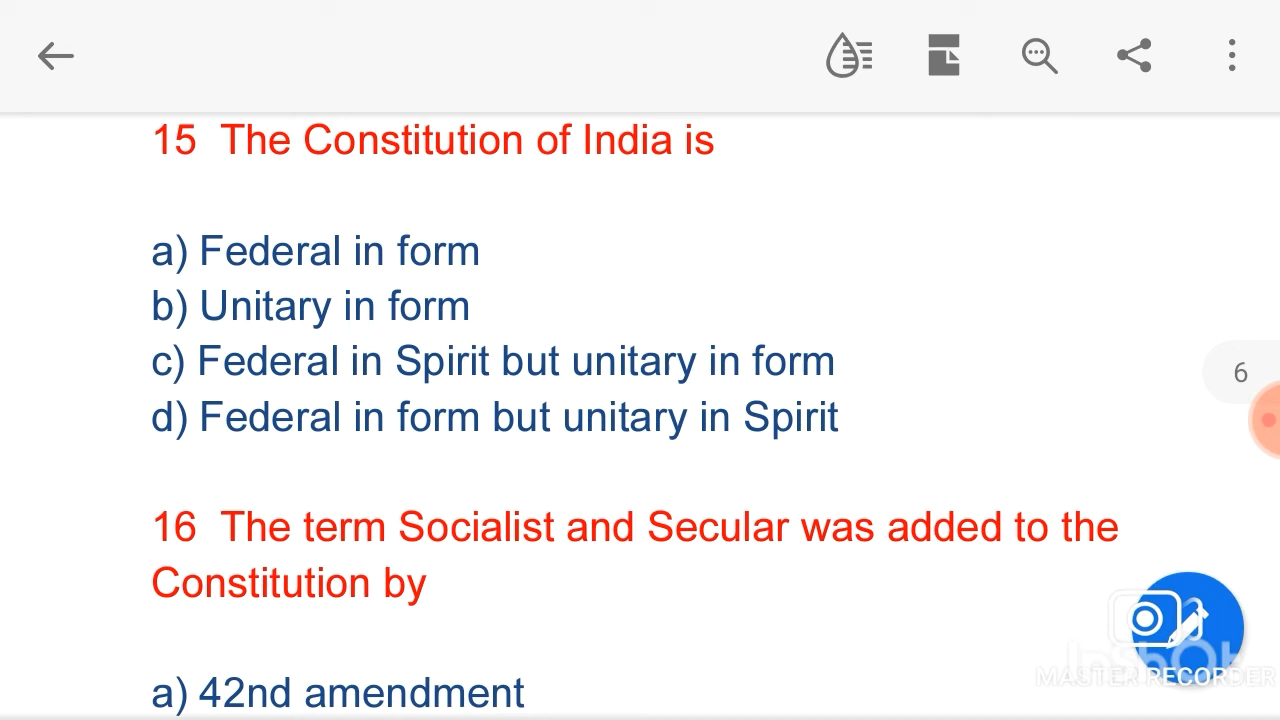 15 The Constitution of India is
a) Federal in form
b) Unitary in form
c) Federal in Spirit but unitary in form
d) Federal in form but unitary in Spirit
6
16 The term Socialist and Secular was added to the
Constitution by
a) 42nd amendment
MASTER RECORDER